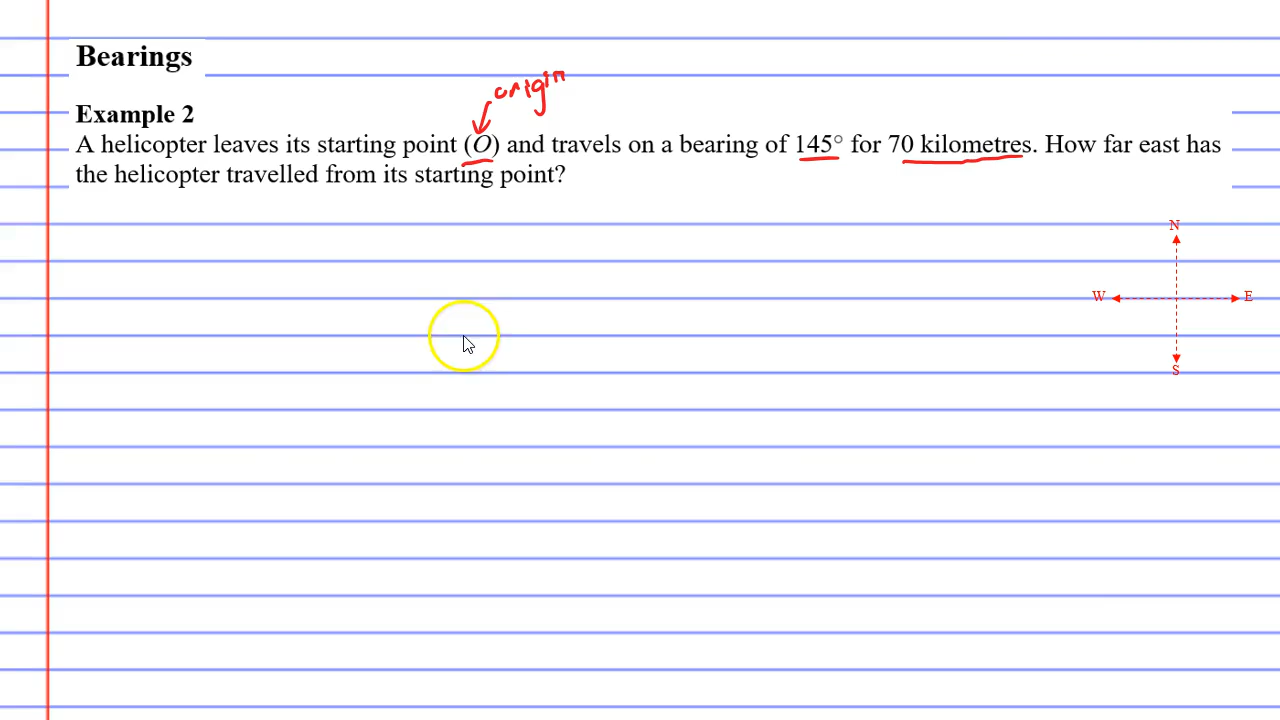 Bearings
origin
Example 2
A helicopter leaves its starting point (O) and travels on a bearing of 145° for 70 kilometres. How far east has
the helicopter travelled from its starting point?
N
W E
S